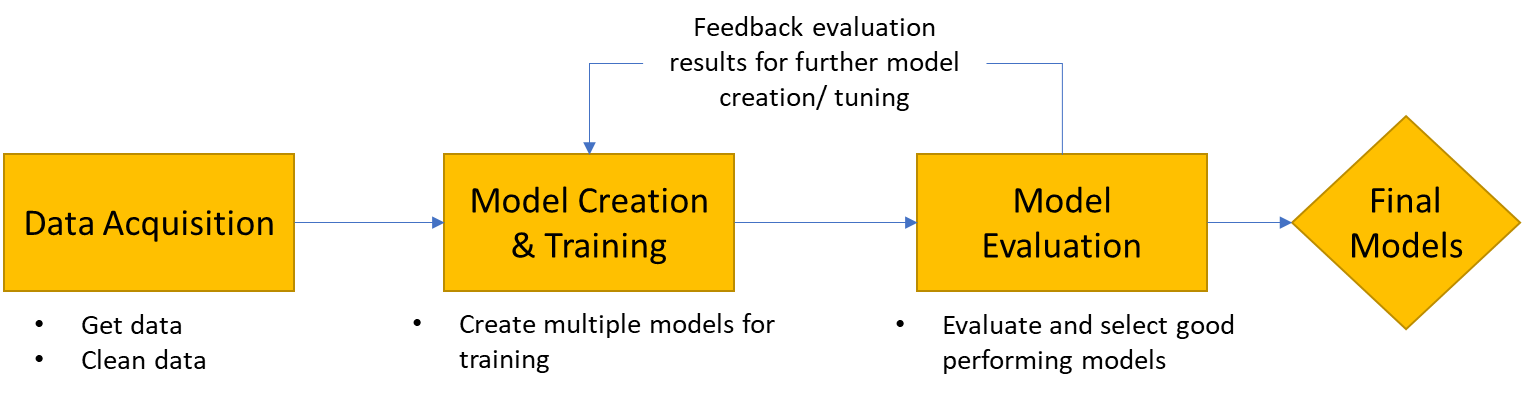 Feedback evaluation
results for further model
creation/ tuning
Data Acquisition
Model Creation
& Training
Model
Evaluation
Final
Models
• Get data
• Clean data
• Create multiple models for
training
• Evaluate and select good
performing models